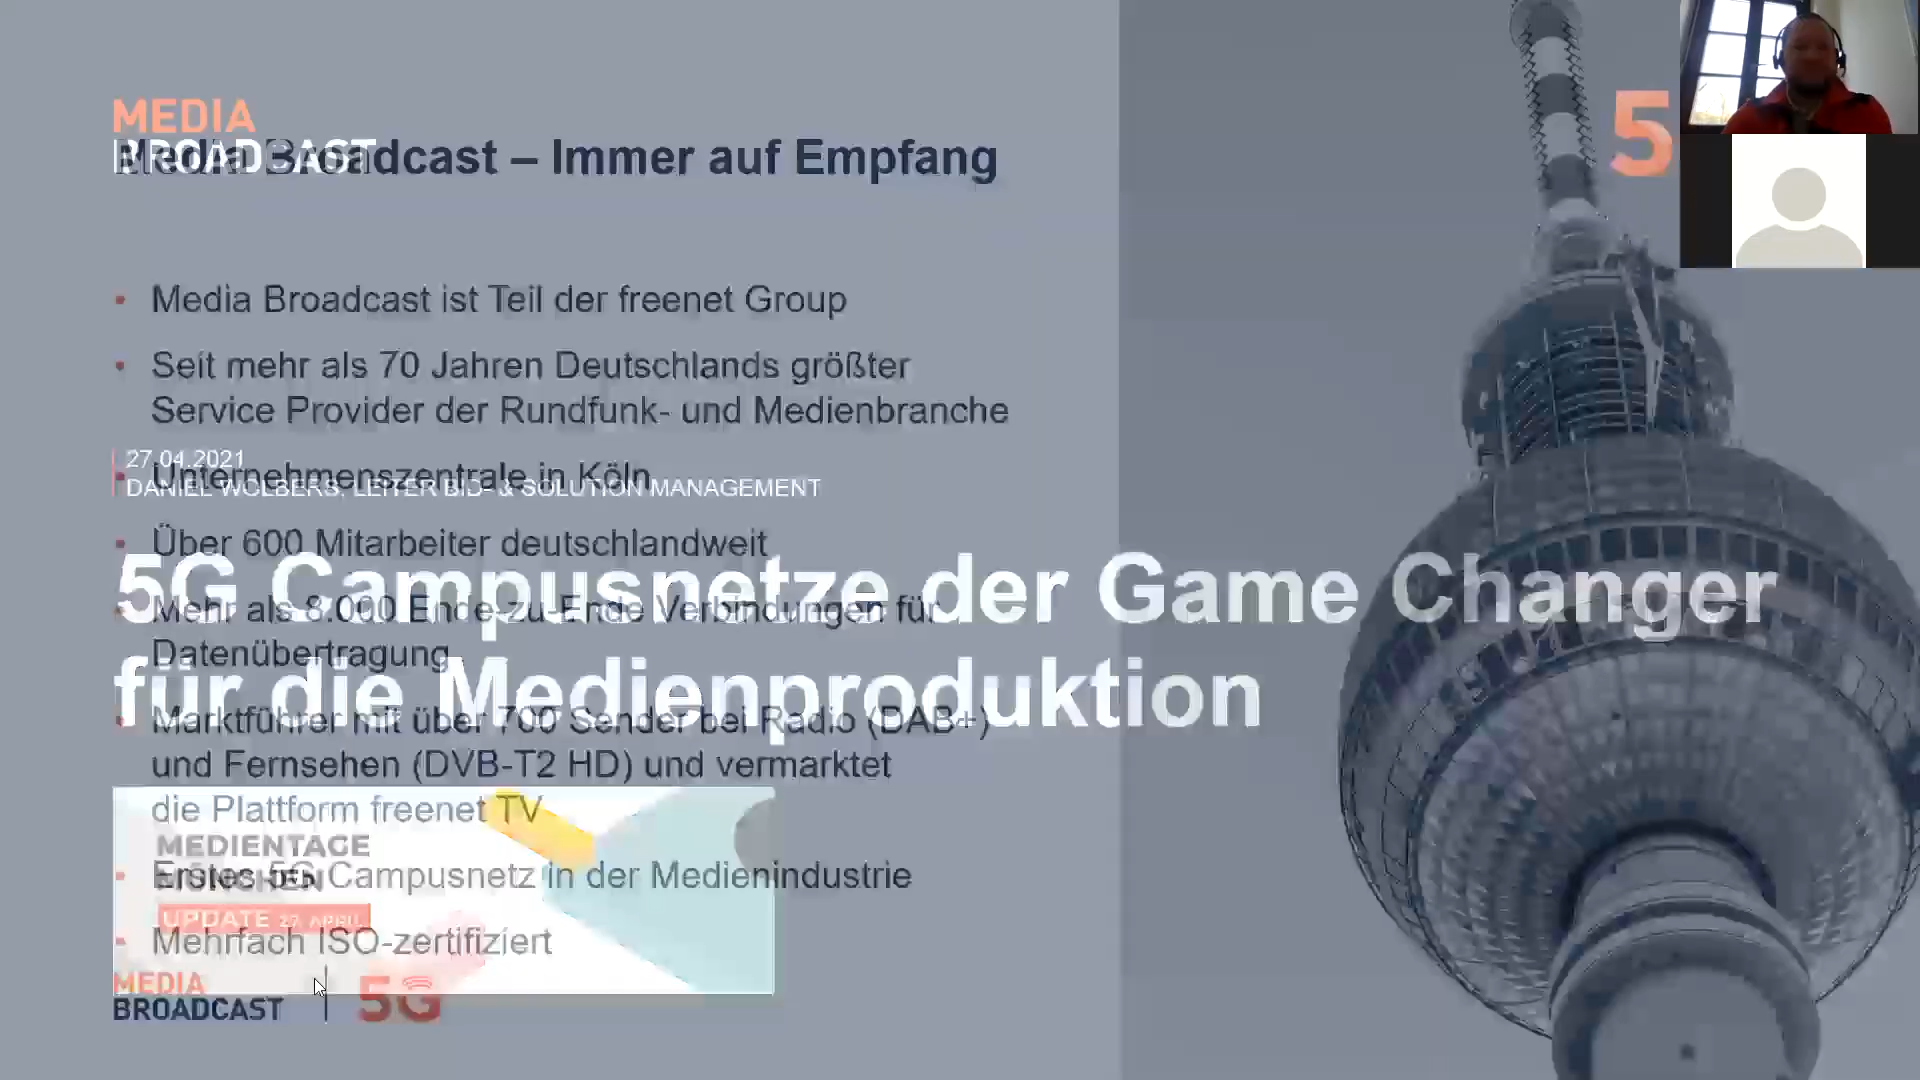 MEDIA
BROADCAST
Media Broadcast – Immer auf Empfang
5
• Media Broadcast ist Teil der freenet Group
• Seit mehr als 70 Jahren Deutschlands größter
Service Provider der Rundfunk- und Medienbranche
27.04.2021
• Unternehmenszentrale in Köln
DANIEL WOLBERS, LEITER BID- & SOLUTION MANAGEMENT
• Über 600 Mitarbeiter deutschlandweit
5G Campusnetze der Game Changer
für die Medienproduktion
• Mehr als 8.000 Ende-zu-Ende Verbindungen für
Datenübertragung
• Marktführer mit über 700 Sender bei Radio (DAB+)
und Fernsehen (DVB-T2 HD) und vermarktet
die Plattform freenet TV
MEDIENTAGE
MÜNCHEN
UPDATE 27. APRIL
• Erstes 5G Campusnetz in der Medienindustrie
• Mehrfach ISO-zertifiziert
MEDIA
BROADCAST
5G